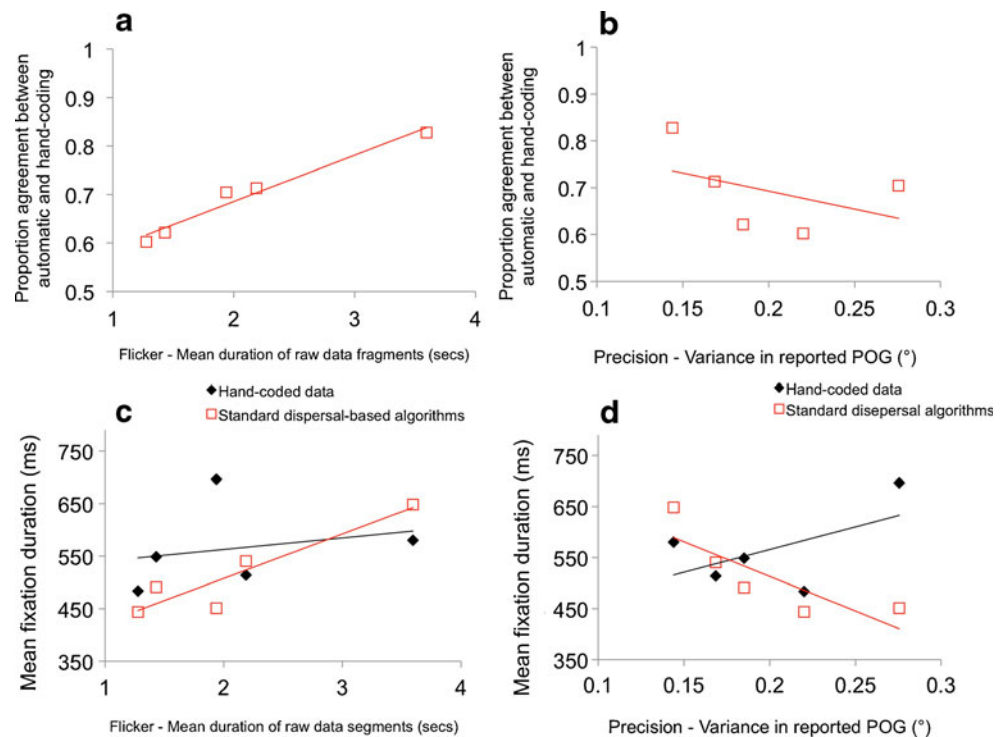 a
Proportion agreement between
automatic and hand-coding
1
0.9
0.8
0.7
0.6
0.5
1 2 3 4
Flicker - Mean duration of raw data fragments (secs)
b
Proportion agreement between
automatic and hand-coding
1
0.9
0.8
0.7
0.6
0.5
0.1 0.15 0.2 0.25 0.3
Precision - Variance in reported POG (°)
Hand-coded data
Standard dispersal-based algorithms
c
Mean fixation duration (ms)
750
650
550
450
350
1 2 3 4
Flicker - Mean duration of raw data segments (secs)
Hand-coded data
Standard disepersal algorithms
d
Mean fixation duration (ms)
750
650
550
450
350
0.1 0.15 0.2 0.25 0.3
Precision - Variance in reported POG (°)